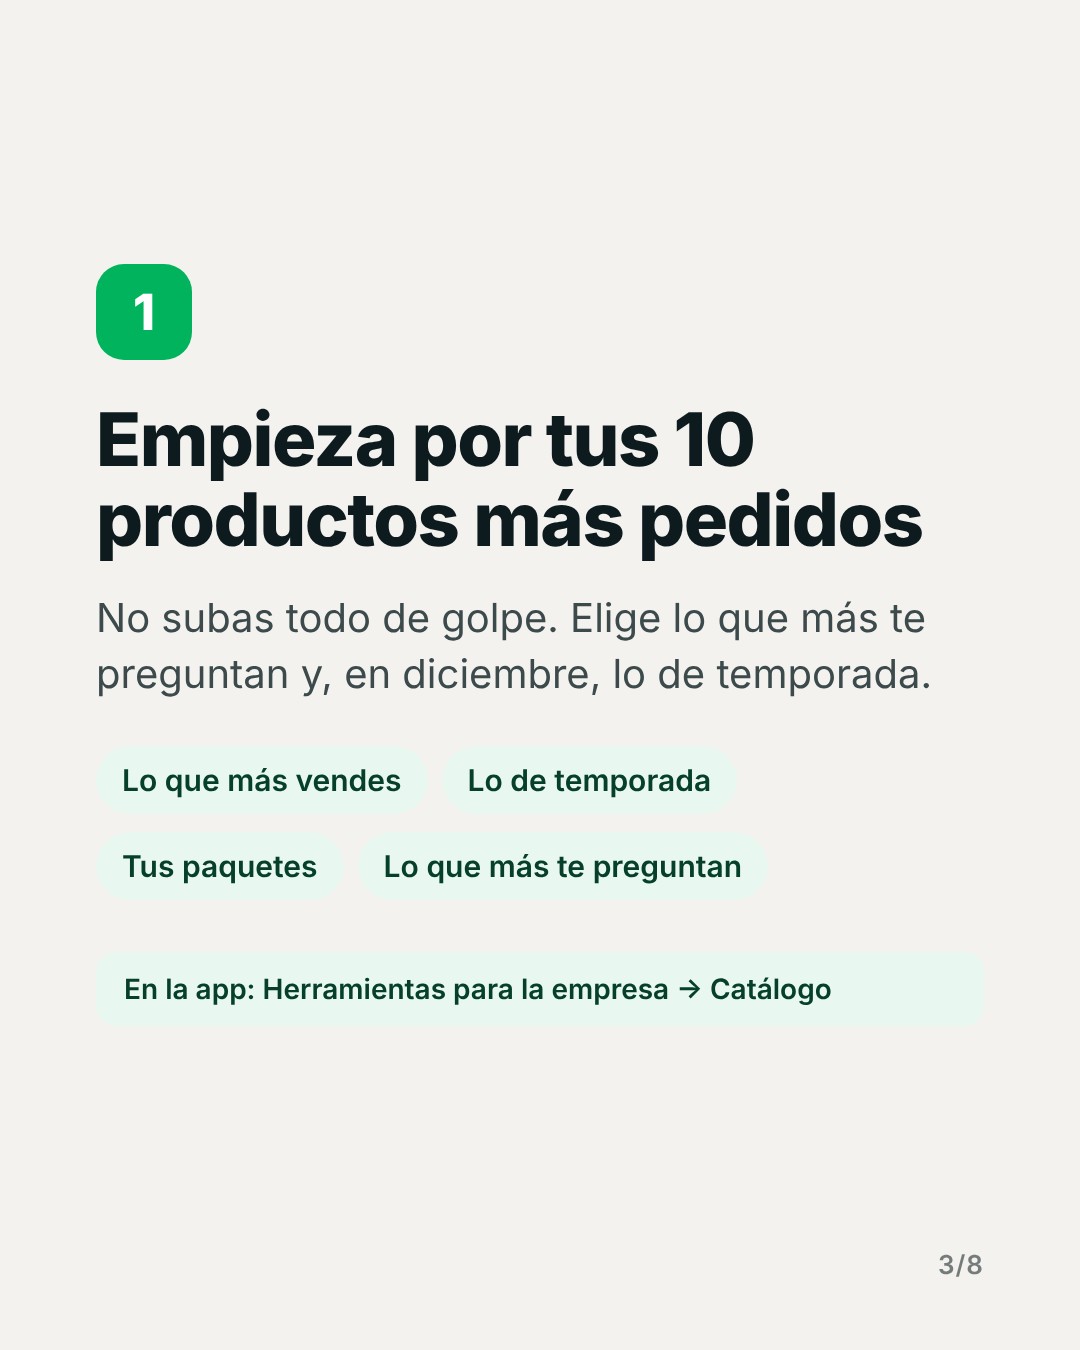 1
Empieza por tus 10
productos más pedidos
No subas todo de golpe. Elige lo que más te
preguntan y, en diciembre, lo de temporada.
Lo que más vendes
Lo de temporada
Tus paquetes
Lo que más te preguntan
En la app: Herramientas para la empresa → Catálogo
3/8